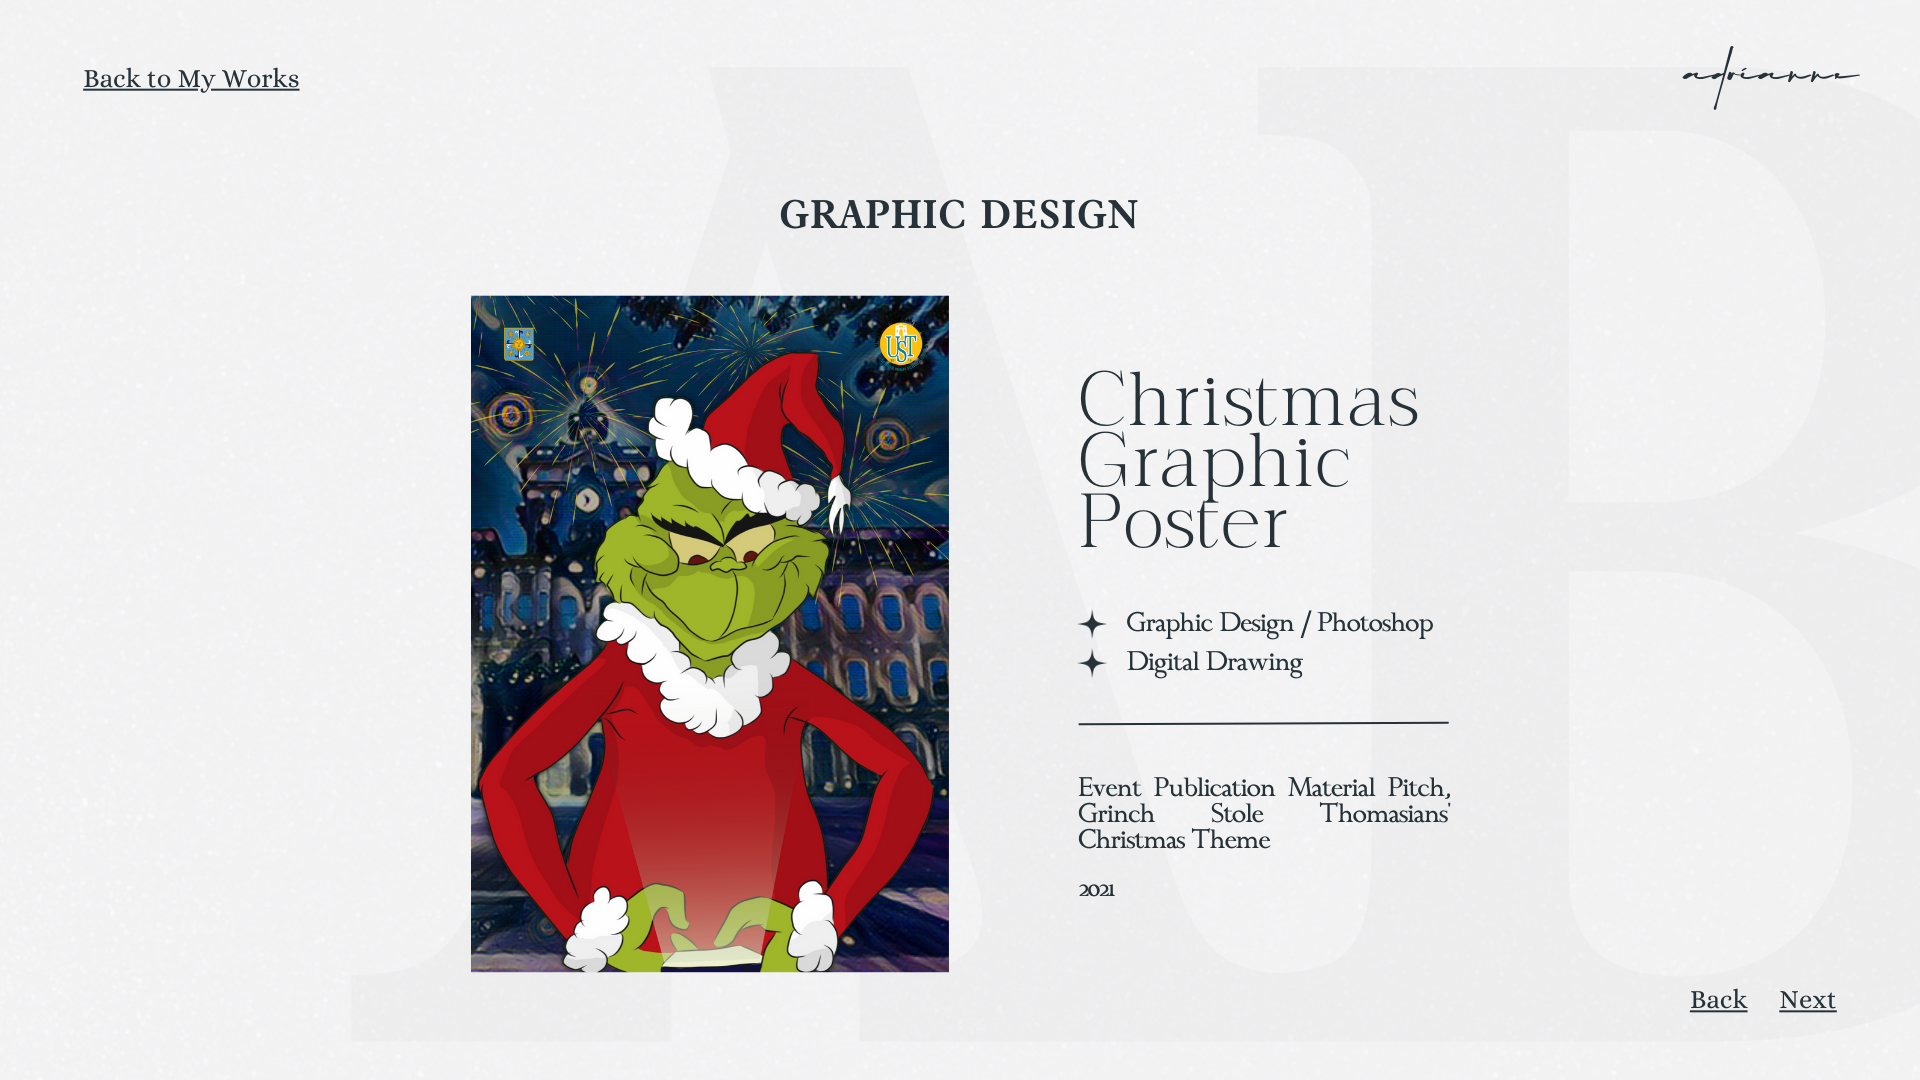 Back to My Works
adrianne
GRAPHIC DESIGN
UST
Christmas
Graphic
Poster
Graphic Design / Photoshop
Digital Drawing
Event Publication Material Pitch,
Grinch Stole Thomasians'
Christmas Theme
2021
Back Next